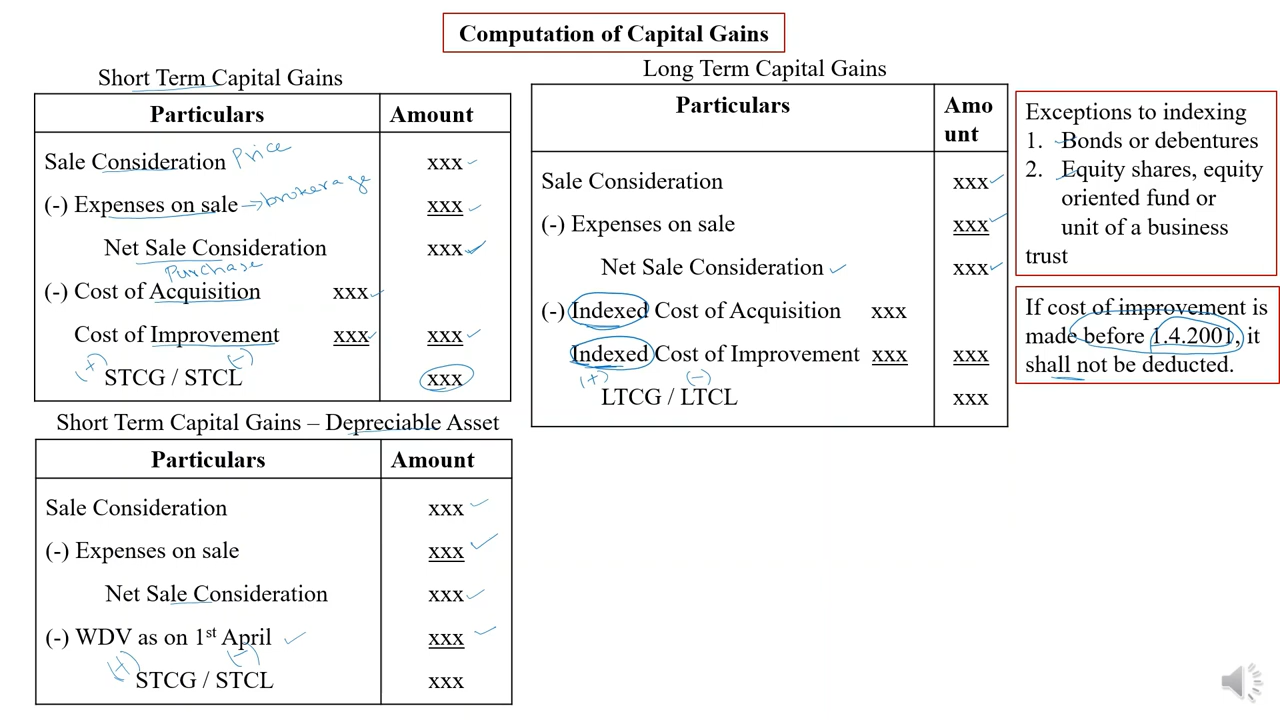 Computation of Capital Gains
Short Term Capital Gains
Particulars Amount
Sale Consideration Price xxx
(-) Expenses on sale → brokerage xxx
Net Sale Consideration xxx
Purchase
(-) Cost of Acquisition xxx
Cost of Improvement xxx xxx
(+) (-)
STCG / STCL xxx
Short Term Capital Gains – Depreciable Asset
Particulars Amount
Sale Consideration xxx
(-) Expenses on sale xxx
Net Sale Consideration xxx
(-) WDV as on 1st April xxx
(+) (-)
STCG / STCL xxx
Long Term Capital Gains
Particulars Amo
unt
Sale Consideration xxx
(-) Expenses on sale xxx
Net Sale Consideration xxx
(-) Indexed Cost of Acquisition xxx
Indexed Cost of Improvement xxx xxx
(+) (-)
LTCG / LTCL xxx
Exceptions to indexing
1. Bonds or debentures
2. Equity shares, equity
oriented fund or
unit of a business
trust
If cost of improvement is
made before 1.4.2001, it
shall not be deducted.